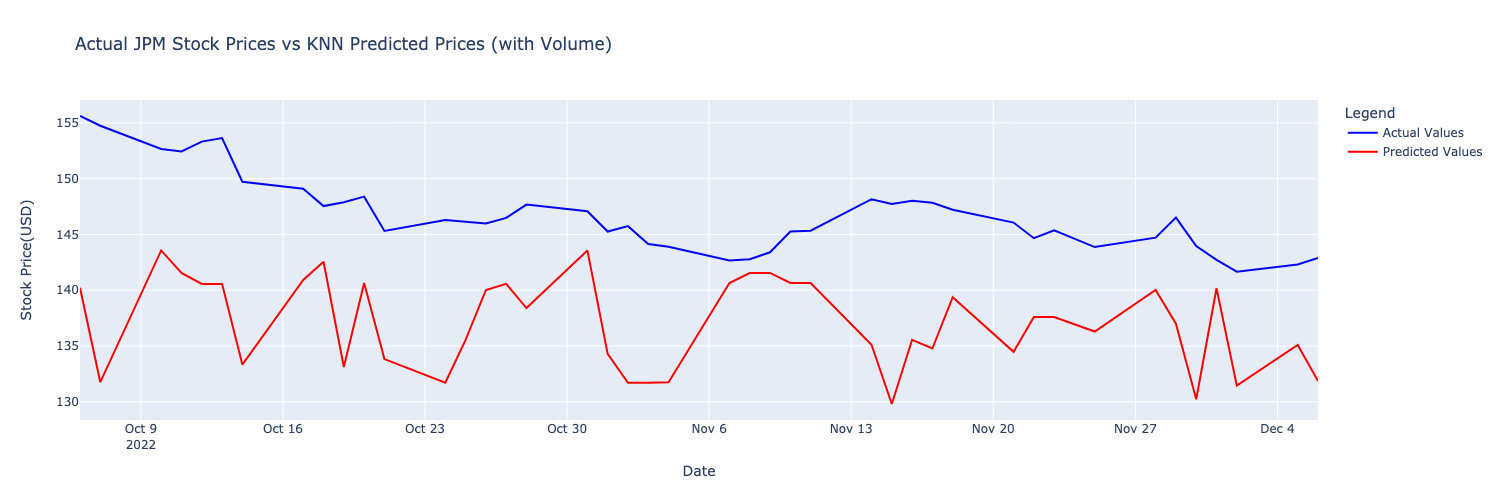 Actual JPM Stock Prices vs KNN Predicted Prices (with Volume)
Legend
Actual Values
Predicted Values
Stock Price(USD)
155
150
145
140
135
130
Oct 9 Oct 16 Oct 23 Oct 30 Nov 6 Nov 13 Nov 20 Nov 27 Dec 4
2022
Date